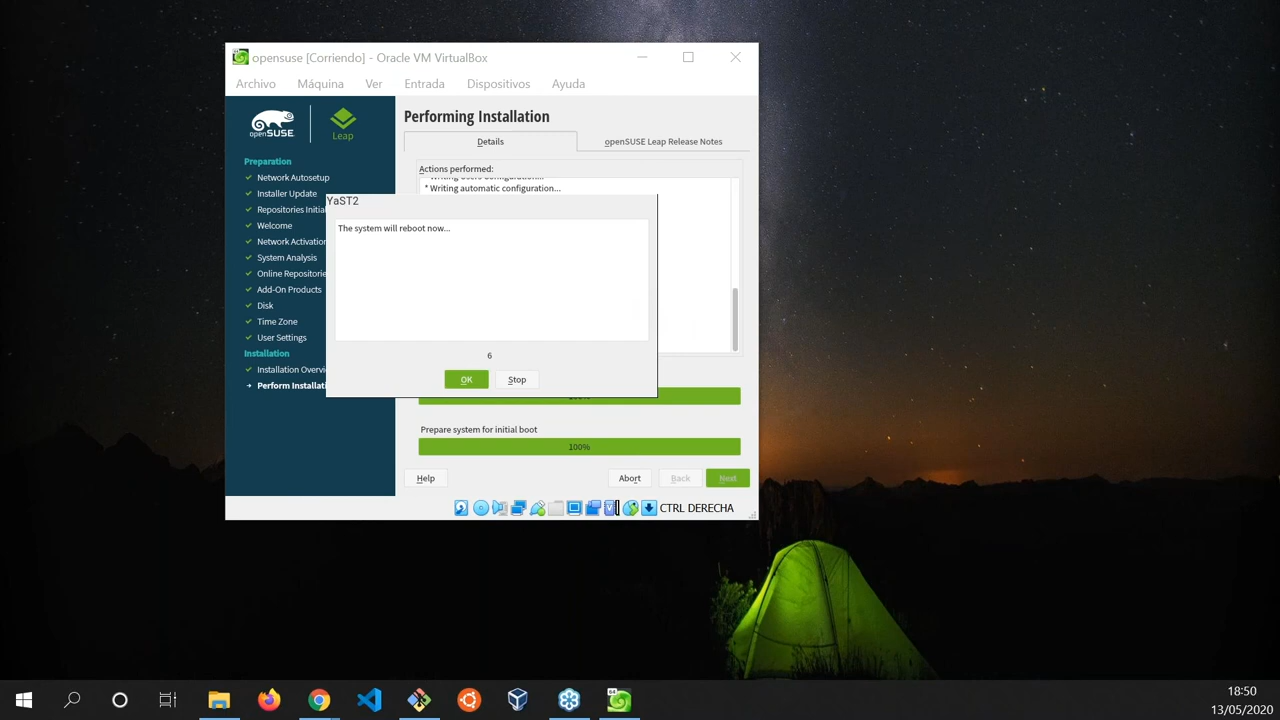 opensuse [Corriendo] - Oracle VM VirtualBox
Archivo Máquina Ver Entrada Dispositivos Ayuda
openSUSE
Leap
Performing Installation
Details
openSUSE Leap Release Notes
Preparation
Network Autosetup
Installer Update
Repositories Initial
Welcome
Network Activation
System Analysis
Online Repositorie
Add-On Products
Disk
Time Zone
User Settings
Installation
Installation Overvi
Perform Installati
Actions performed:
* Writing Users Configuration...
* Writing automatic configuration...
YaST2
The system will reboot now...
6
OK Stop
100%
Prepare system for initial boot
100%
Help Abort Back Next
CTRL DERECHA
64
18:50
13/05/2020